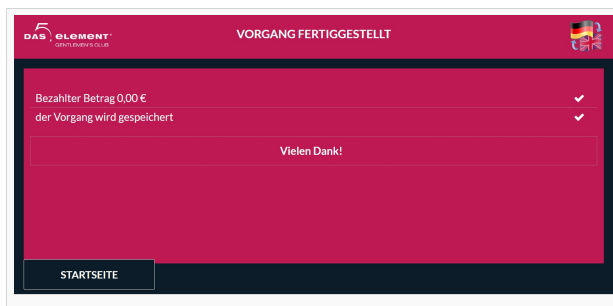 DAS 5 ELEMENT
GENTLEMEN'S CLUB
VORGANG FERTIGGESTELLT
Bezahlter Betrag 0,00 €
der Vorgang wird gespeichert
Vielen Dank!
STARTSEITE